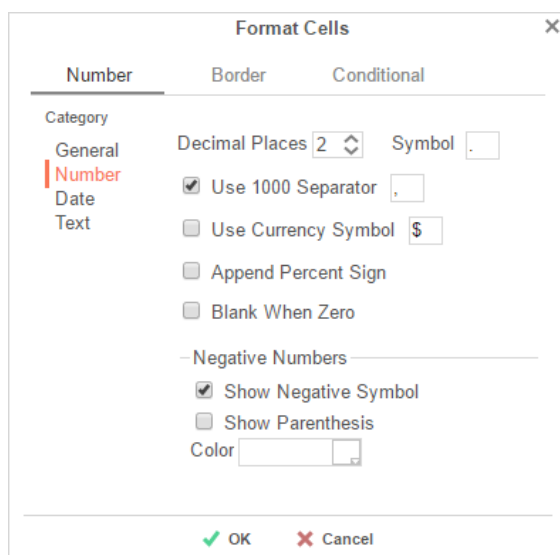 Format Cells
Number Border Conditional
Category
General
Number
Date
Text
Decimal Places 2 Symbol .
Use 1000 Separator ,
Use Currency Symbol $
Append Percent Sign
Blank When Zero
Negative Numbers
Show Negative Symbol
Show Parenthesis
Color
OK Cancel